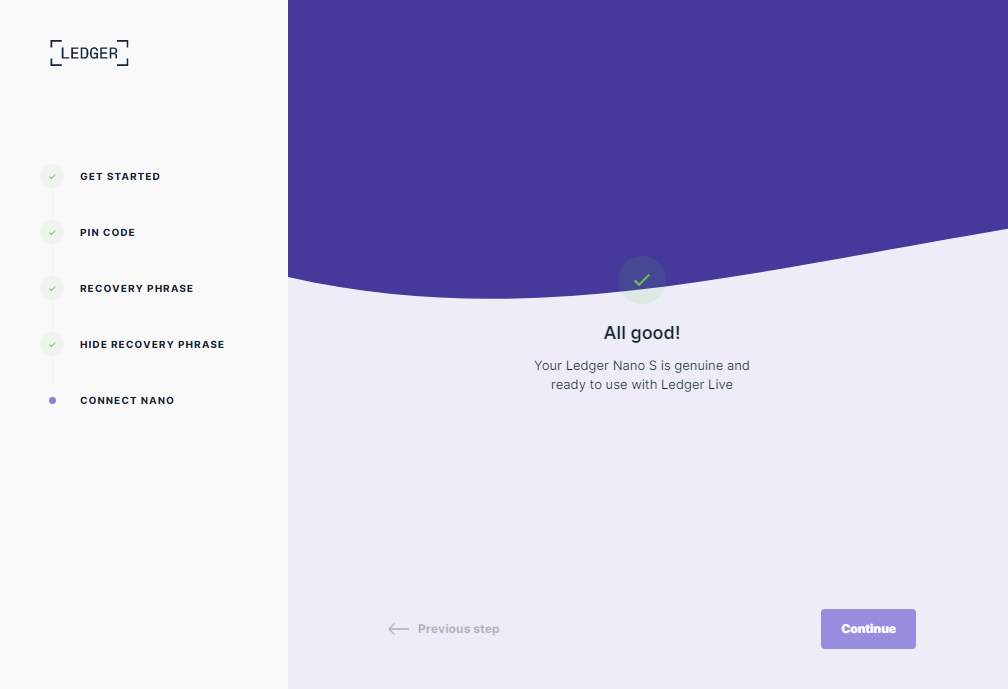 LEDGER
GET STARTED
PIN CODE
RECOVERY PHRASE
HIDE RECOVERY PHRASE
CONNECT NANO
All good!
Your Ledger Nano S is genuine and
ready to use with Ledger Live
Previous step
Continue